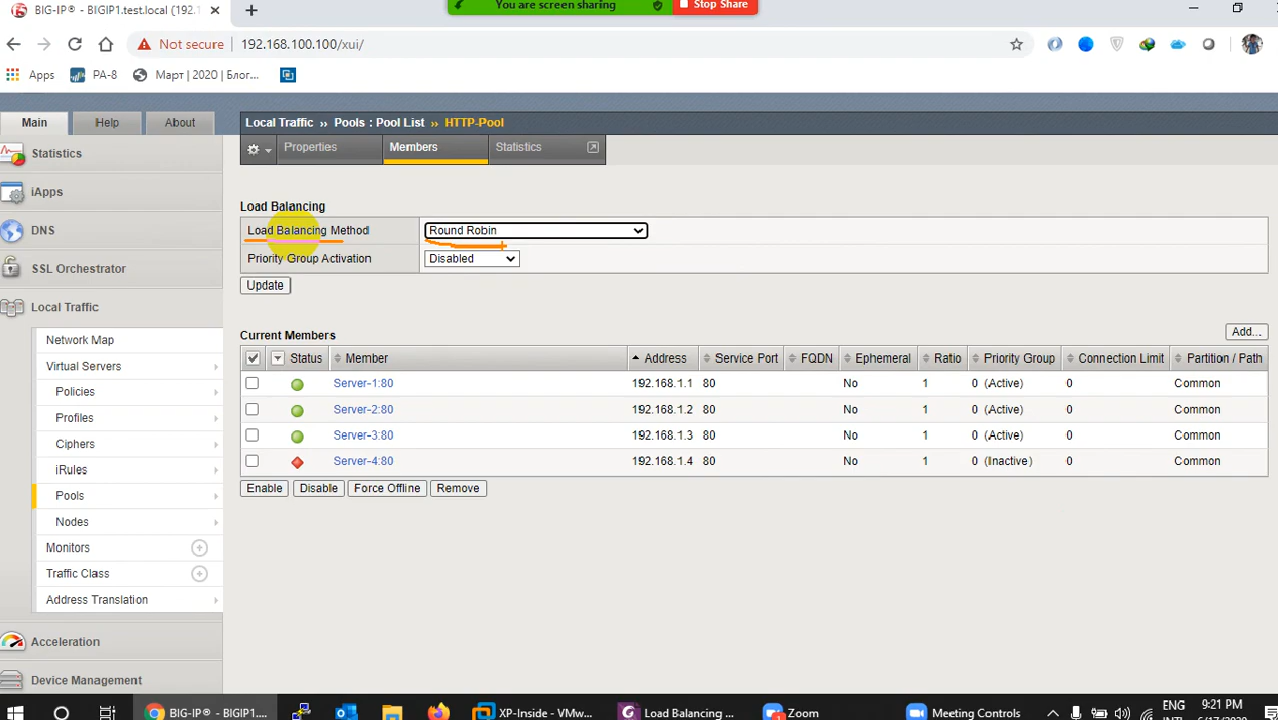 BIG-IP® - BIGIP1.test.local (192.1
You are screen sharing
Stop Share
Not secure
192.168.100.100/xui/
Apps
PA-8
Март | 2020 | Блог...
Main
Help
About
Local Traffic ›› Pools : Pool List ›› HTTP-Pool
Properties
Members
Statistics
Statistics
iApps
DNS
SSL Orchestrator
Local Traffic
Network Map
Virtual Servers
Policies
Profiles
Ciphers
iRules
Pools
Nodes
Monitors
Traffic Class
Address Translation
Acceleration
Device Management
Load Balancing
Load Balancing Method Round Robin
Priority Group Activation Disabled
Update
Current Members
Add...
Status Member Address Service Port FQDN Ephemeral Ratio Priority Group Connection Limit Partition / Path
Server-1:80 192.168.1.1 80 No 1 0 (Active) 0 Common
Server-2:80 192.168.1.2 80 No 1 0 (Active) 0 Common
Server-3:80 192.168.1.3 80 No 1 0 (Active) 0 Common
Server-4:80 192.168.1.4 80 No 1 0 (Inactive) 0 Common
Enable Disable Force Offline Remove
BIG-IP® - BIGIP1....
XP-Inside - VMw...
Load Balancing ...
Zoom
Meeting Controls
ENG
INTL
9:21 PM
6/17/2020